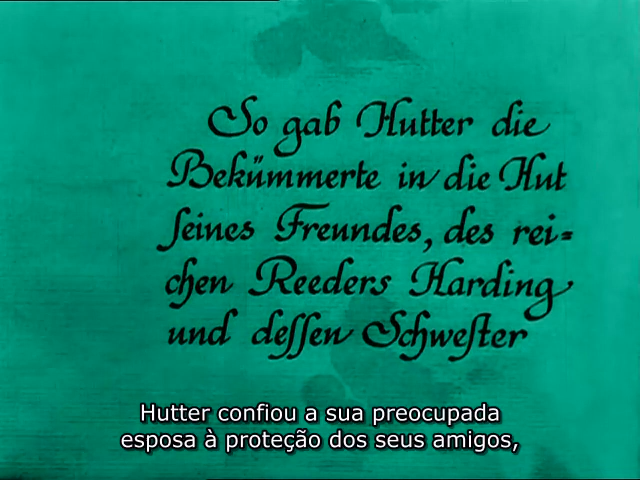 So gab Hutter die
Bekümmerte in die Hut
ſeines Freundes, des rei=
chen Reeders Harding
und deſſen Schweſter
Hutter confiou a sua preocupada
esposa à proteção dos seus amigos,